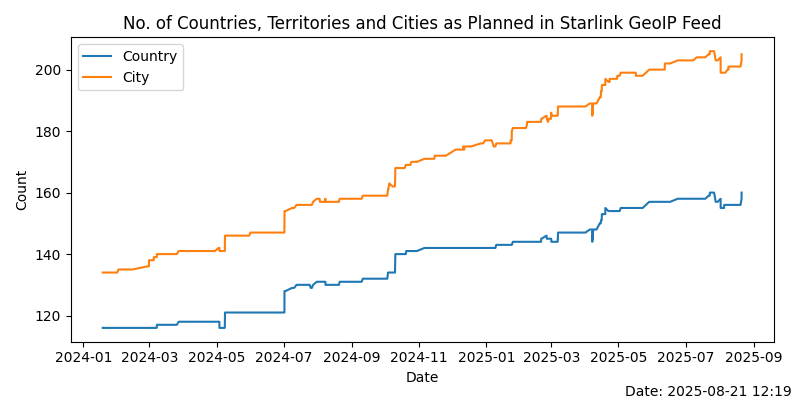 No. of Countries, Territories and Cities as Planned in Starlink GeoIP Feed
Country
City
200
180
160
140
120
Count
2024-01 2024-03 2024-05 2024-07 2024-09 2024-11 2025-01 2025-03 2025-05 2025-07 2025-09
Date
Date: 2025-08-21 12:19